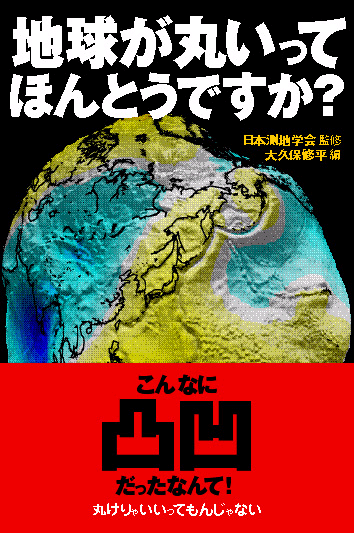 地球が丸いって
ほんとうですか？
日本測地学会 監修
大久保修平 編
こんなに
凸凹
だったなんて！
丸けりゃいいってもんじゃない